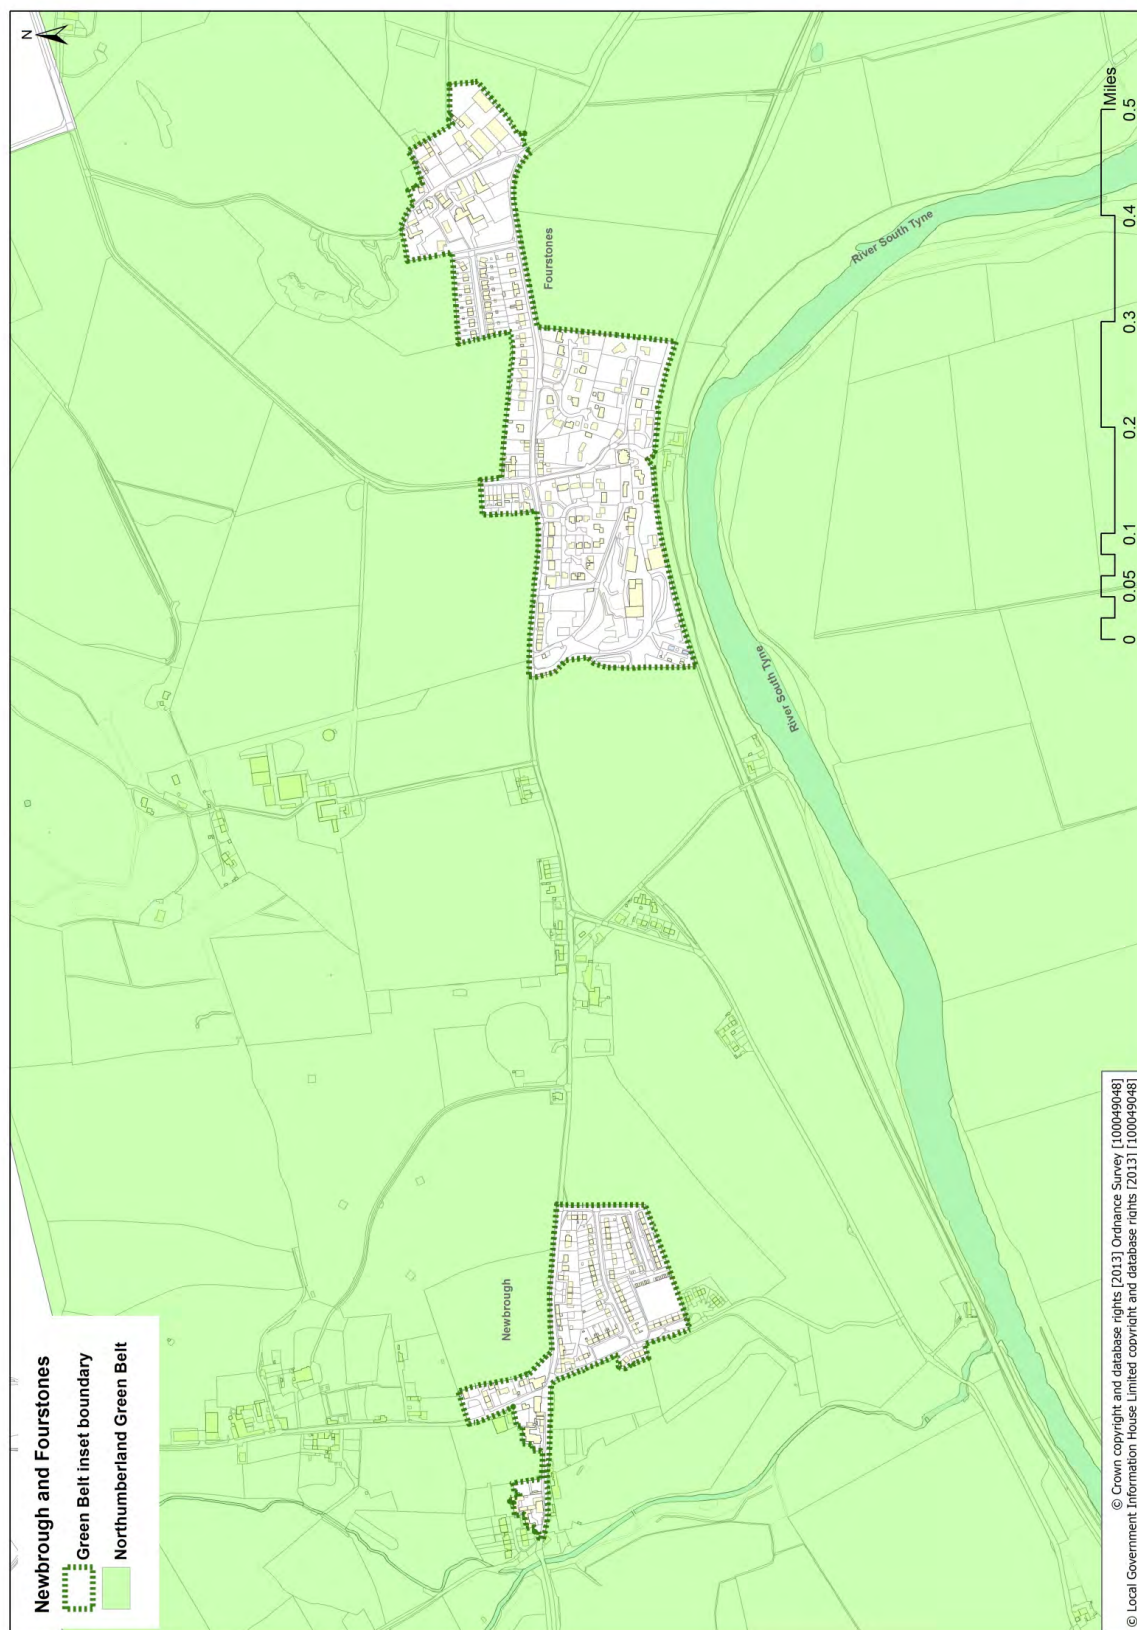 Newbrough and Fourstones
Green Belt inset boundary
Northumberland Green Belt
N
Newbrough
Fourstones
River South Tyne
River South Tyne
Miles
0 0.05 0.1 0.2 0.3 0.4 0.5
© Crown copyright and database rights [2013] Ordnance Survey [100049048]
© Local Government Information House Limited copyright and database rights [2013] [100049048]